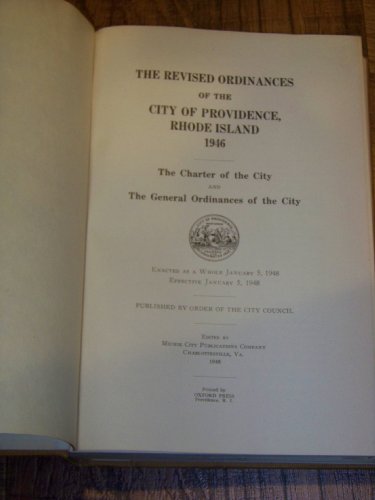 THE REVISED ORDINANCES
OF THE
CITY OF PROVIDENCE,
RHODE ISLAND
1946
The Charter of the City
AND
The General Ordinances of the City
ENACTED AS A WHOLE JANUARY 5, 1948
EFFECTIVE JANUARY 5, 1948
PUBLISHED BY ORDER OF THE CITY COUNCIL
EDITED BY
MICHIE CITY PUBLICATIONS COMPANY
CHARLOTTESVILLE, VA.
1948
Printed by
OXFORD PRESS
Providence, R. I.